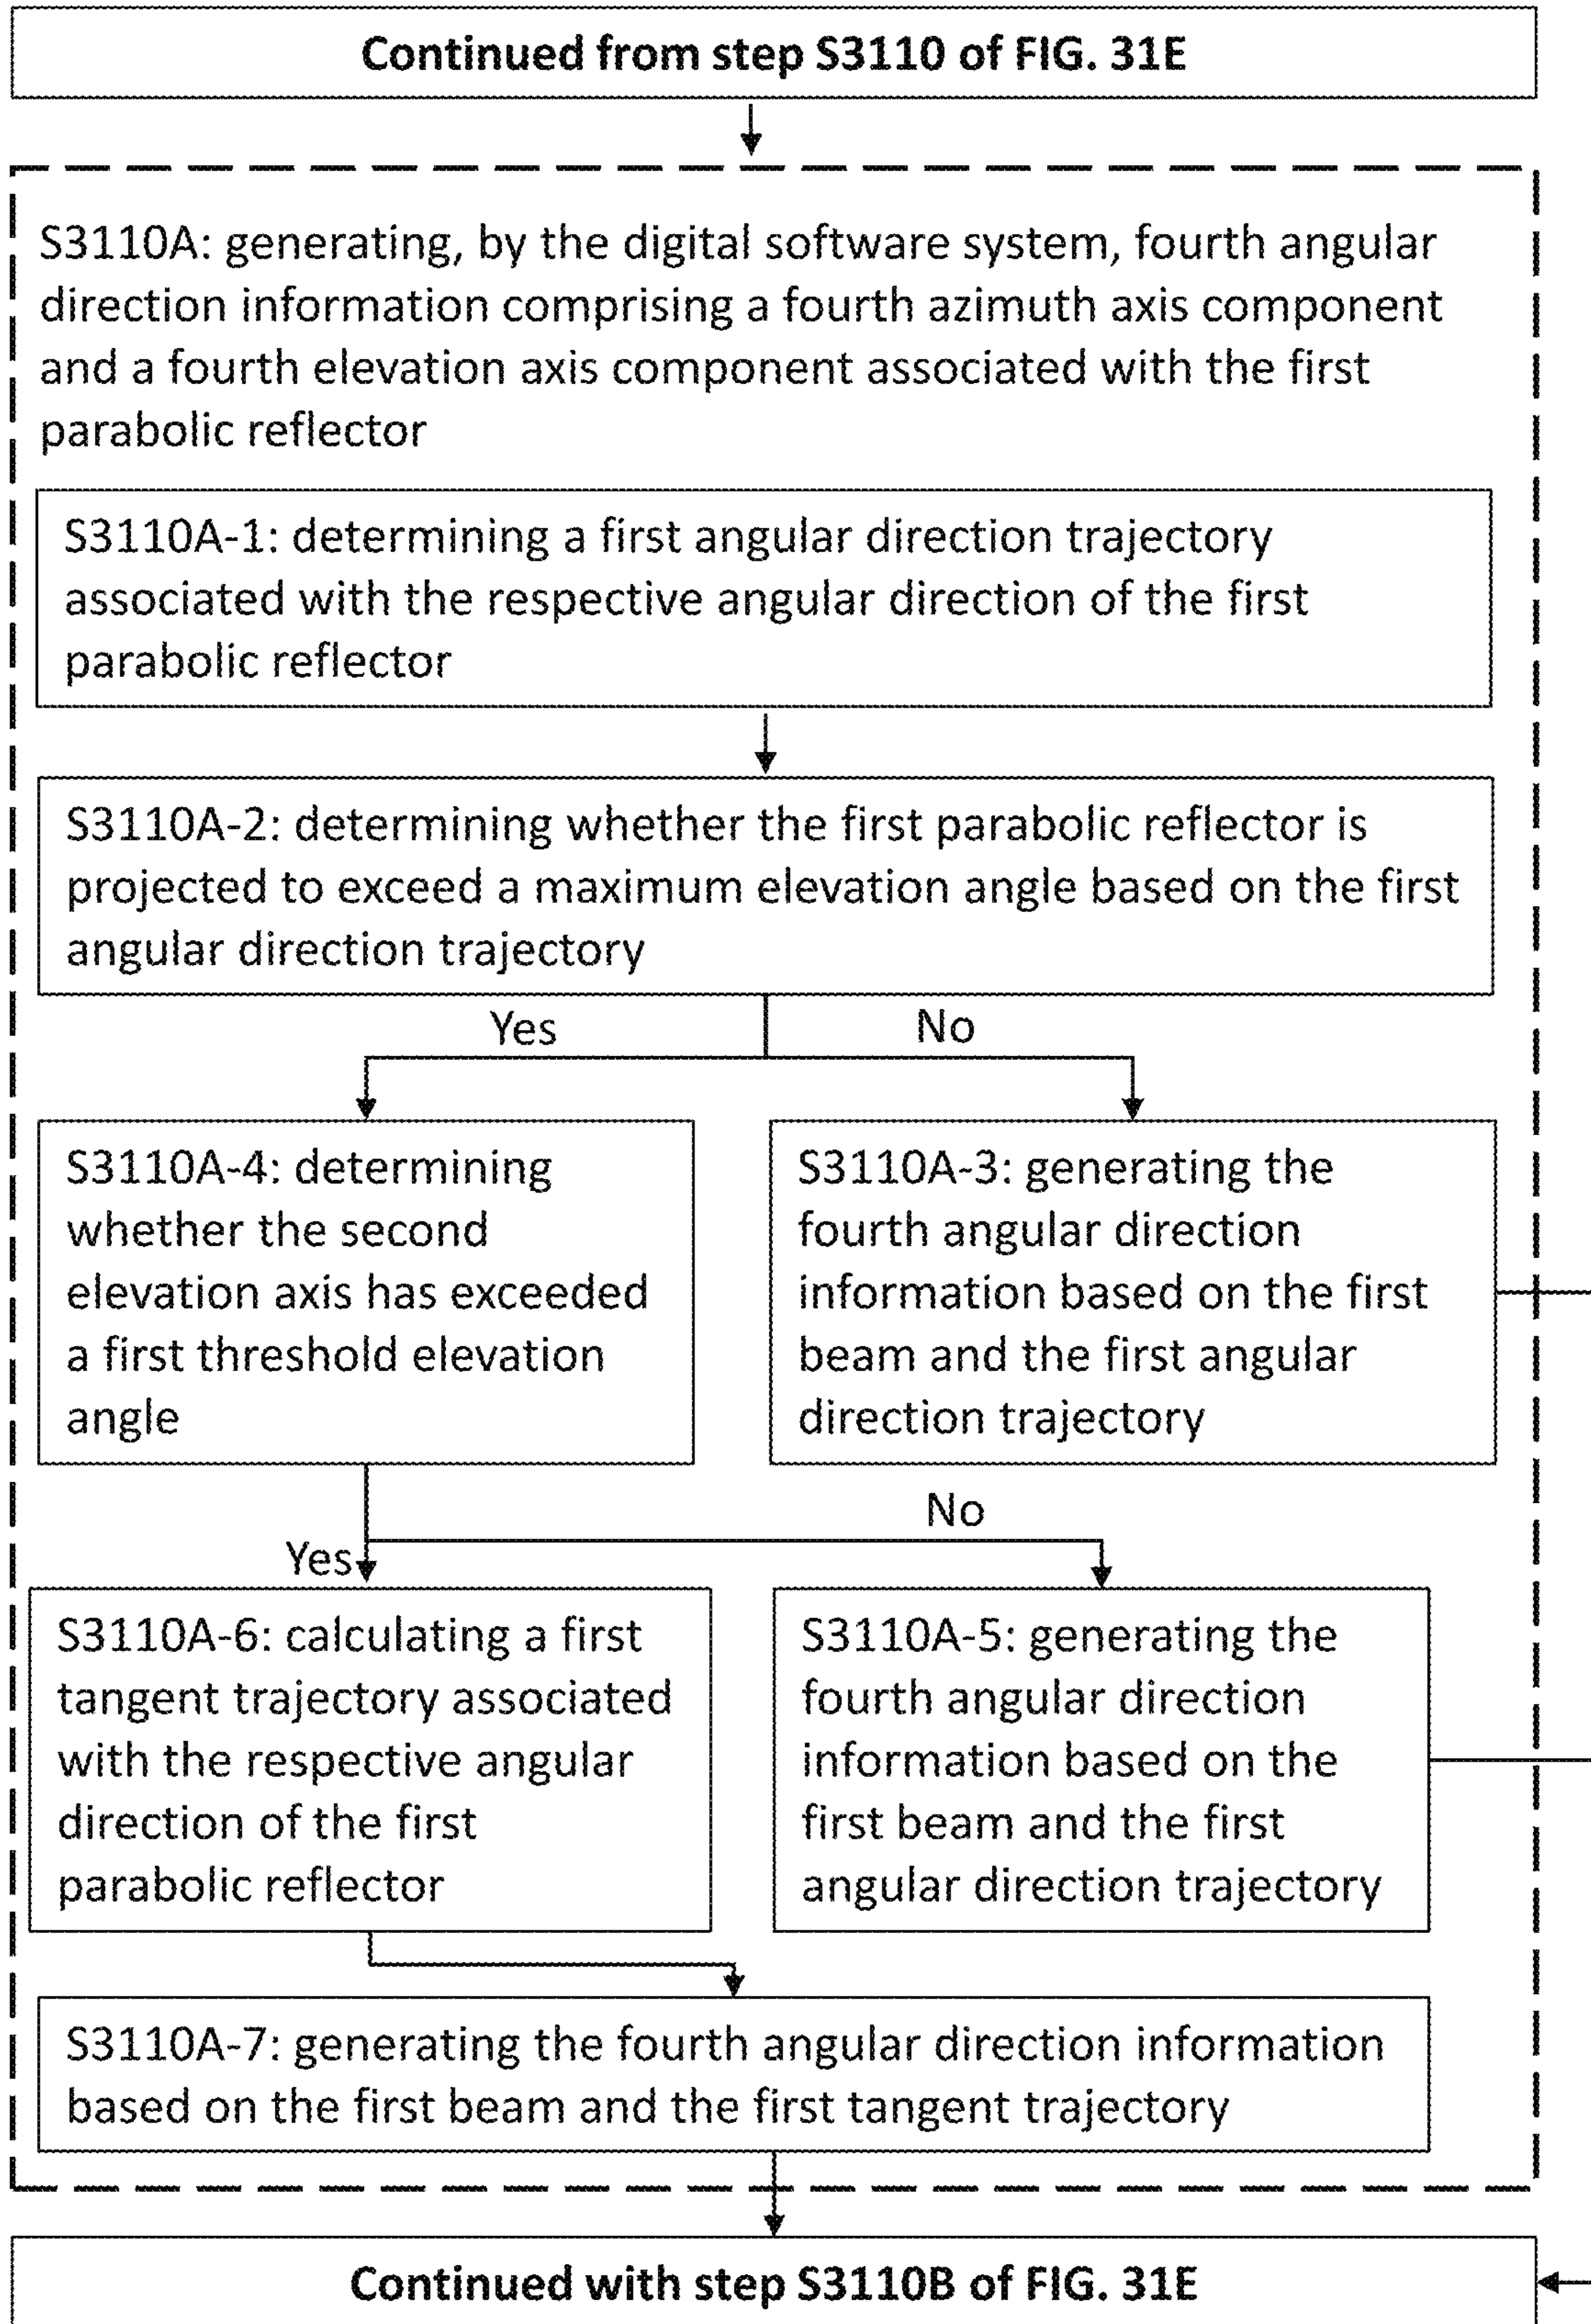 Continued from step S3110 of FIG. 31E
S3110A: generating, by the digital software system, fourth angular
direction information comprising a fourth azimuth axis component
and a fourth elevation axis component associated with the first
parabolic reflector
S3110A-1: determining a first angular direction trajectory
associated with the respective angular direction of the first
parabolic reflector
S3110A-2: determining whether the first parabolic reflector is
projected to exceed a maximum elevation angle based on the first
angular direction trajectory
Yes
No
S3110A-4: determining
whether the second
elevation axis has exceeded
a first threshold elevation
angle
S3110A-3: generating the
fourth angular direction
information based on the first
beam and the first angular
direction trajectory
No
Yes
S3110A-6: calculating a first
tangent trajectory associated
with the respective angular
direction of the first
parabolic reflector
S3110A-5: generating the
fourth angular direction
information based on the
first beam and the first
angular direction trajectory
S3110A-7: generating the fourth angular direction information
based on the first beam and the first tangent trajectory
Continued with step S3110B of FIG. 31E